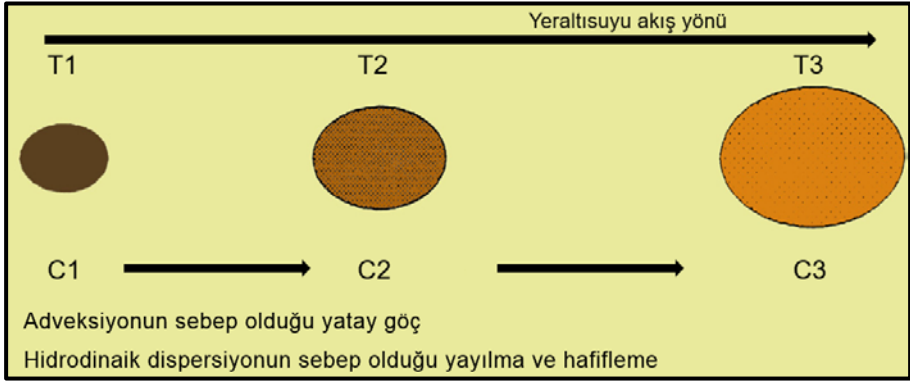 Yeraltısuyu akış yönü
T1 T2 T3
C1 C2 C3
Adveksiyonun sebep olduğu yatay göç
Hidrodinaik dispersiyonun sebep olduğu yayılma ve hafifleme